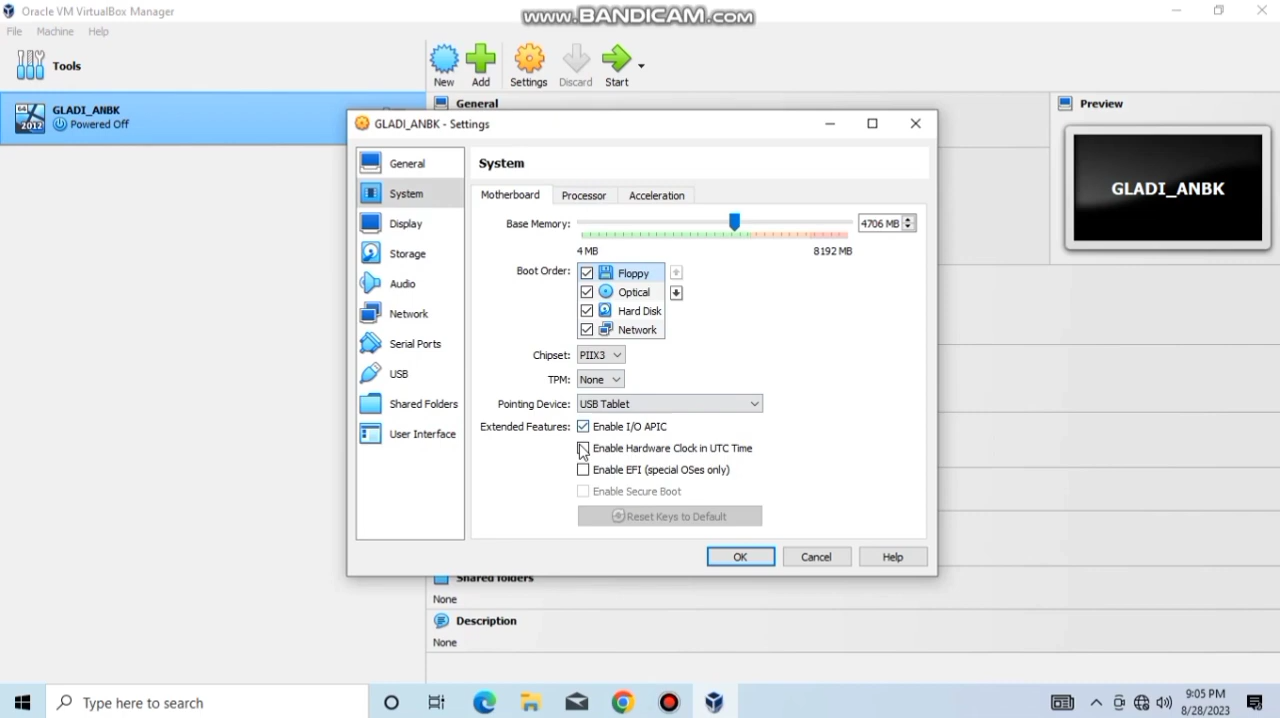 Oracle VM VirtualBox Manager
www.BANDICAM.com
File Machine Help
Tools
New Add Settings Discard Start
GLADI_ANBK
Powered Off
64
2012
General
Preview
GLADI_ANBK
GLADI_ANBK - Settings
General
System
Display
Storage
Audio
Network
Serial Ports
USB
Shared Folders
User Interface
System
Motherboard Processor Acceleration
Base Memory: 4706 MB
4 MB 8192 MB
Boot Order: Floppy
Optical
Hard Disk
Network
Chipset: PIIX3
TPM: None
Pointing Device: USB Tablet
Extended Features: Enable I/O APIC
Enable Hardware Clock in UTC Time
Enable EFI (special OSes only)
Enable Secure Boot
Reset Keys to Default
OK Cancel Help
Shared folders
None
Description
None
Type here to search
9:05 PM
8/28/2023